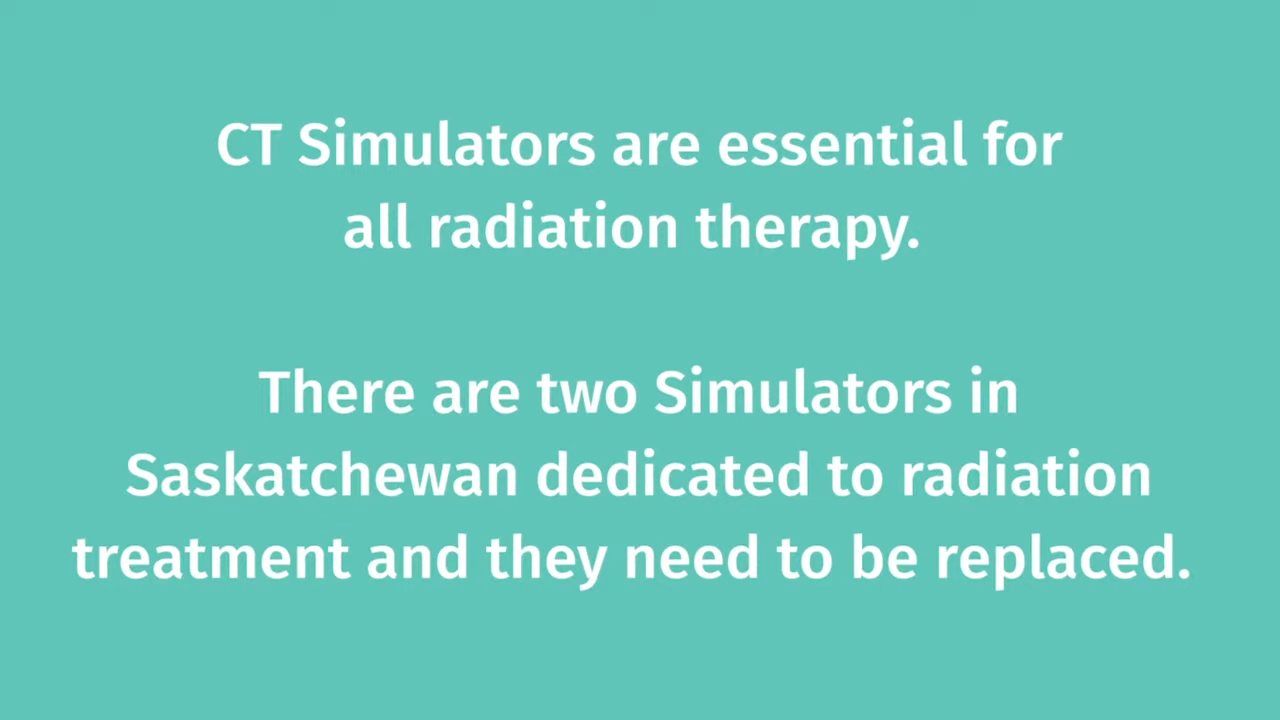 CT Simulators are essential for
all radiation therapy.
There are two Simulators in
Saskatchewan dedicated to radiation
treatment and they need to be replaced.